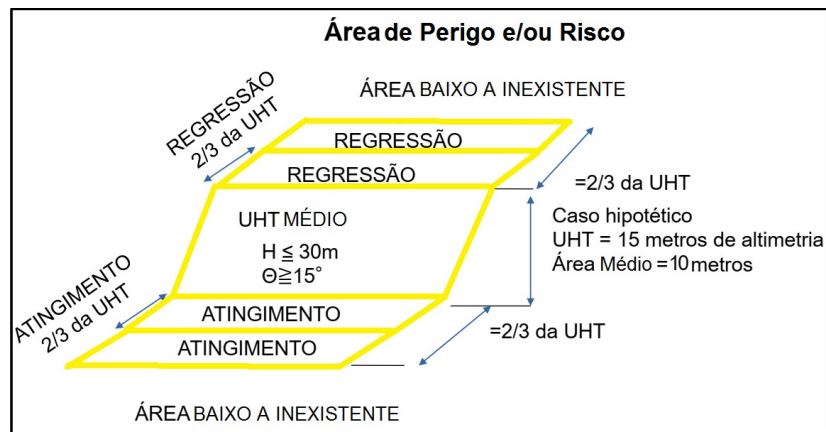 Área de Perigo e/ou Risco
ÁREA BAIXO A INEXISTENTE
REGRESSÃO
2/3 da UHT
REGRESSÃO
REGRESSÃO
=2/3 da UHT
UHT MÉDIO
H ≦ 30m
Θ≧15°
Caso hipotético
UHT = 15 metros de altimetria
Área Médio =10 metros
ATINGIMENTO
2/3 da UHT
ATINGIMENTO
ATINGIMENTO
=2/3 da UHT
ÁREA BAIXO A INEXISTENTE